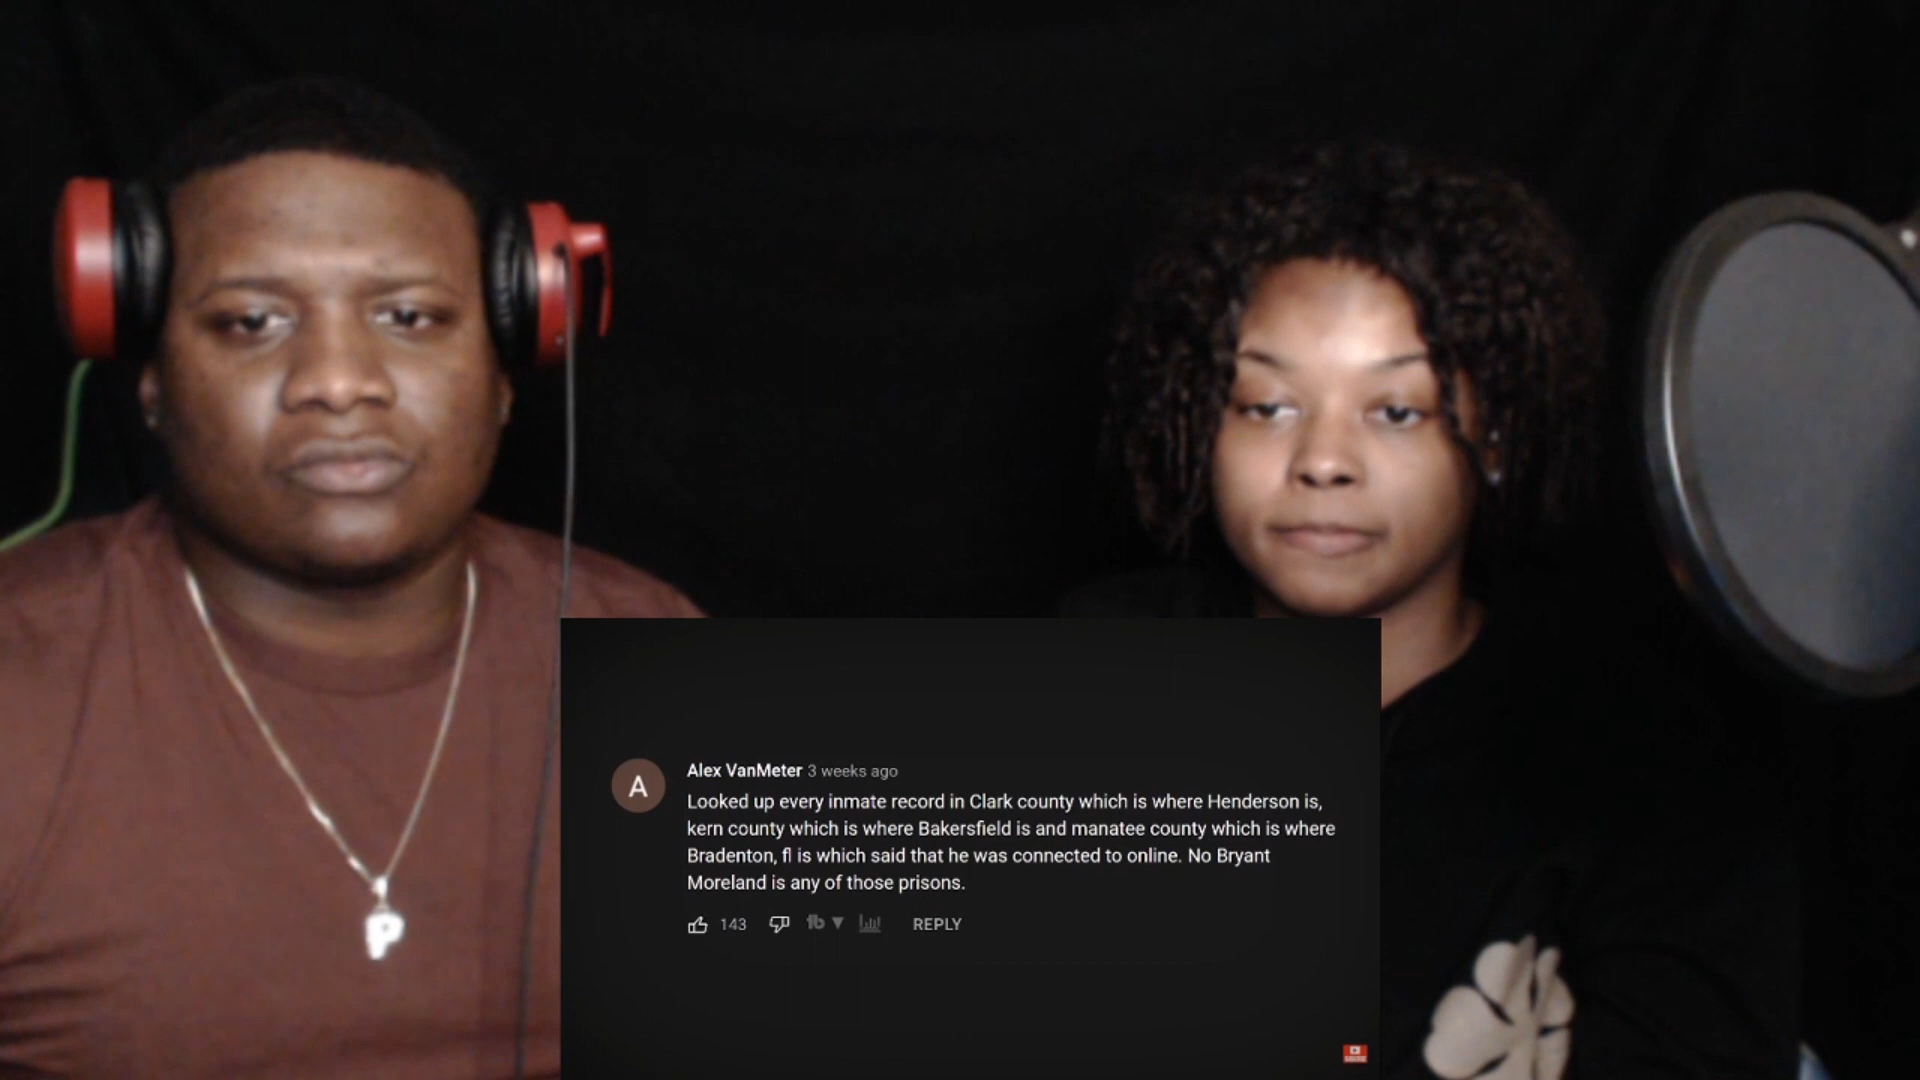 Alex VanMeter 3 weeks ago
Looked up every inmate record in Clark county which is where Henderson is,
kern county which is where Bakersfield is and manatee county which is where
Bradenton, fl is which said that he was connected to online. No Bryant
Moreland is any of those prisons.
143 REPLY
A
P